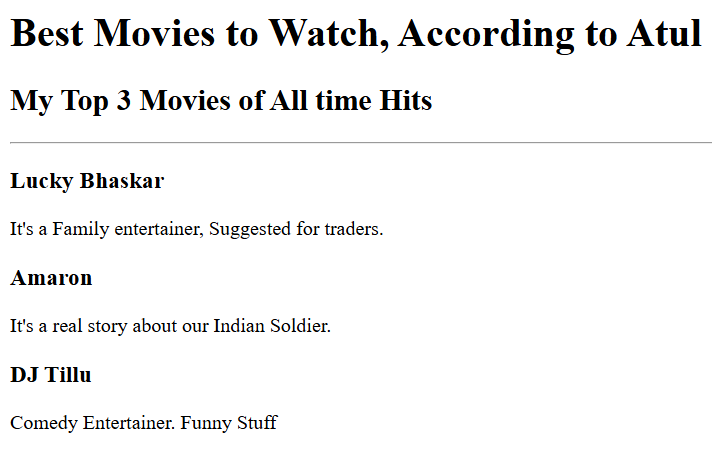 Best Movies to Watch, According to Atul
My Top 3 Movies of All time Hits
Lucky Bhaskar
It's a Family entertainer, Suggested for traders.
Amaron
It's a real story about our Indian Soldier.
DJ Tillu
Comedy Entertainer. Funny Stuff